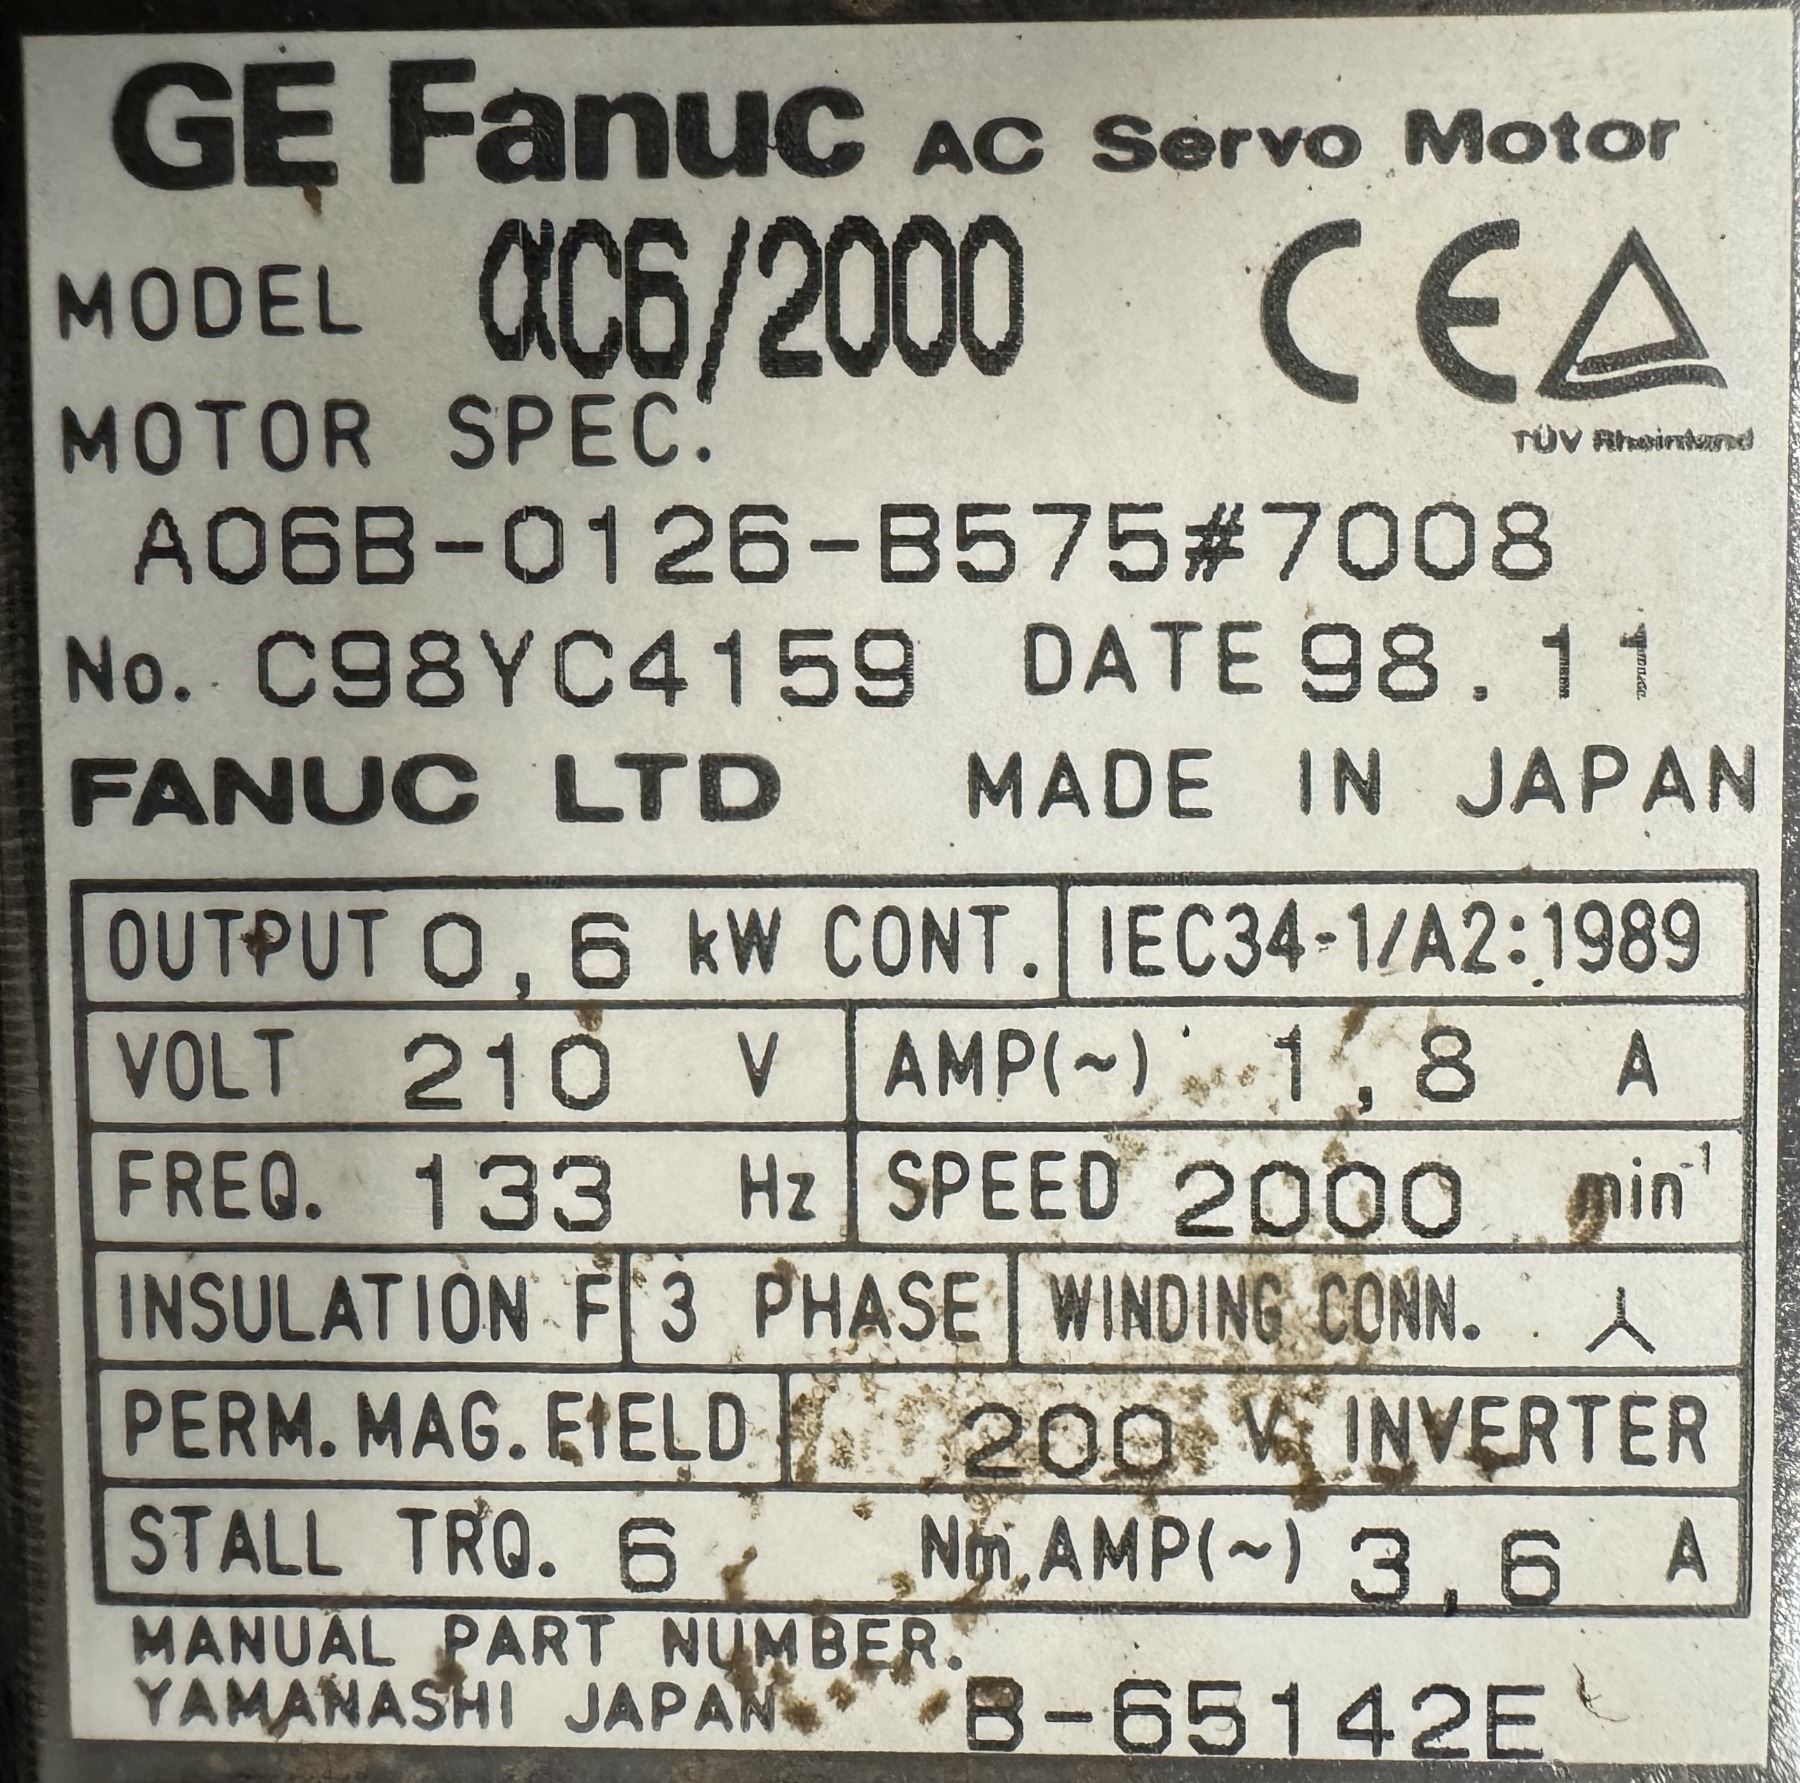 GE Fanuc AC Servo Motor
MODEL αC6/2000 CE
TÜV Rheinland
MOTOR SPEC.
A06B-0126-B575#7008
No. C98YC4159 DATE 98.11
FANUC LTD MADE IN JAPAN
OUTPUT 0,6 kW CONT. IEC34-1/A2:1989
VOLT 210 V AMP(~) 1,8 A
FREQ. 133 Hz SPEED 2000 min⁻¹
INSULATION F 3 PHASE WINDING CONN.
PERM.MAG.FIELD 200 V INVERTER
STALL TRQ. 6 Nm,AMP(~) 3,6 A
MANUAL PART NUMBER.
YAMANASHI JAPAN B-65142E